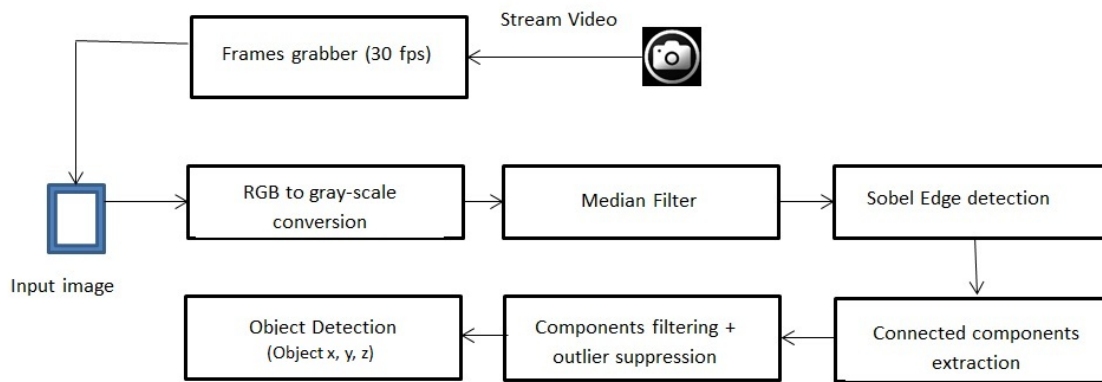 Stream Video
Frames grabber (30 fps)
Input image
RGB to gray-scale
conversion
Median Filter
Sobel Edge detection
Connected components
extraction
Components filtering +
outlier suppression
Object Detection
(Object x, y, z)